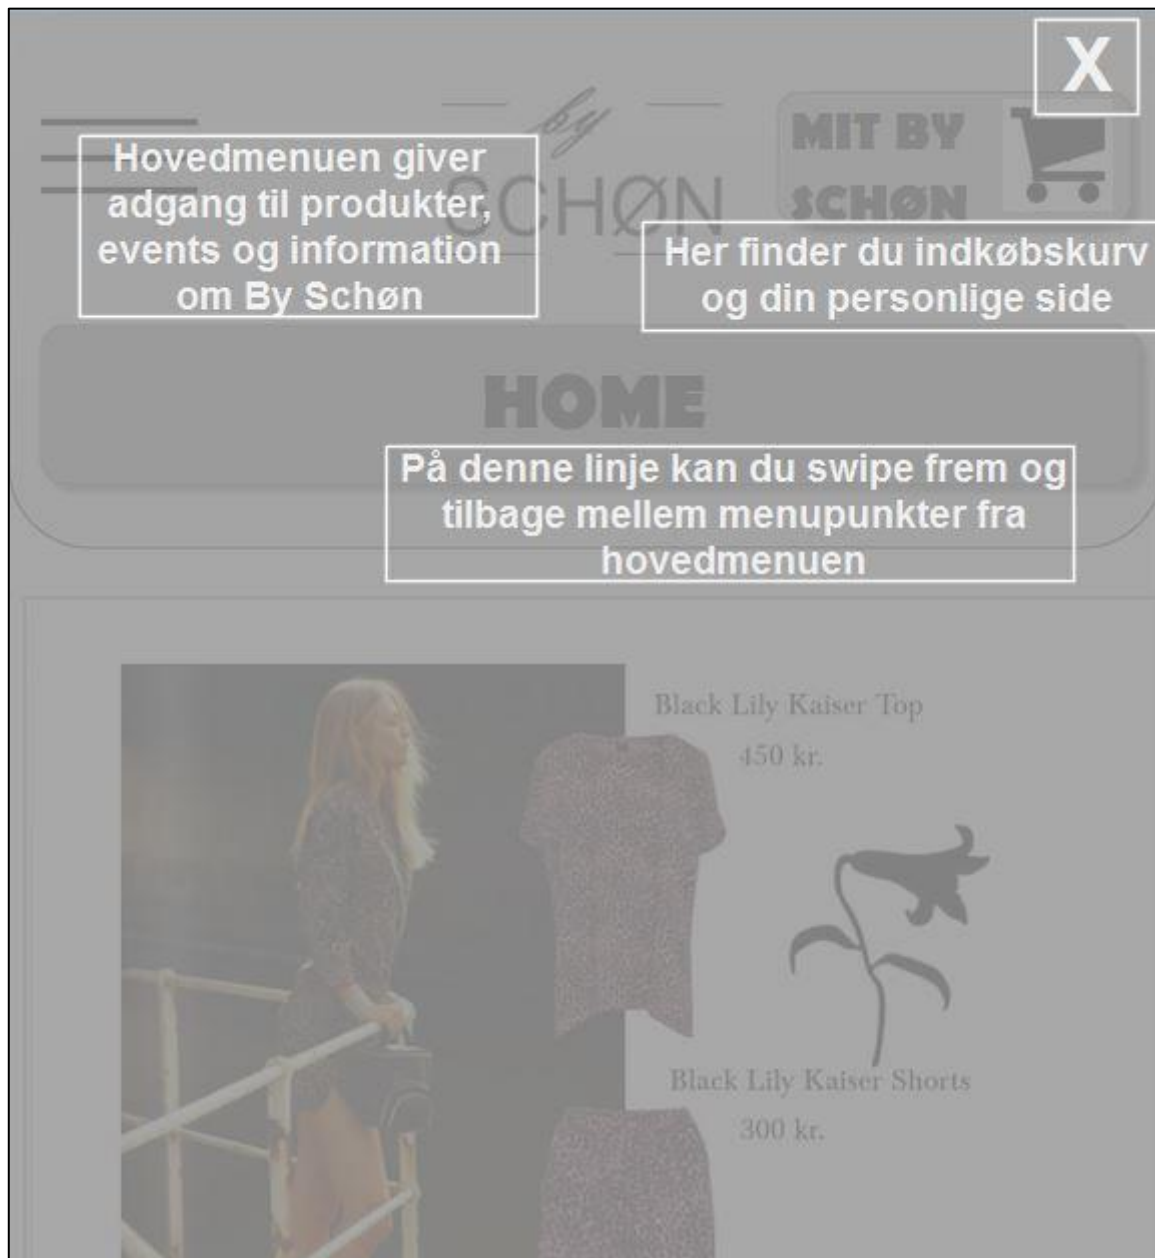 X
by
SCHØN
MIT BY
SCHØN
Hovedmenuen giver
adgang til produkter,
events og information
om By Schøn
Her finder du indkøbskurv
og din personlige side
HOME
På denne linje kan du swipe frem og
tilbage mellem menupunkter fra
hovedmenuen
Black Lily Kaiser Top
450 kr.
Black Lily Kaiser Shorts
300 kr.